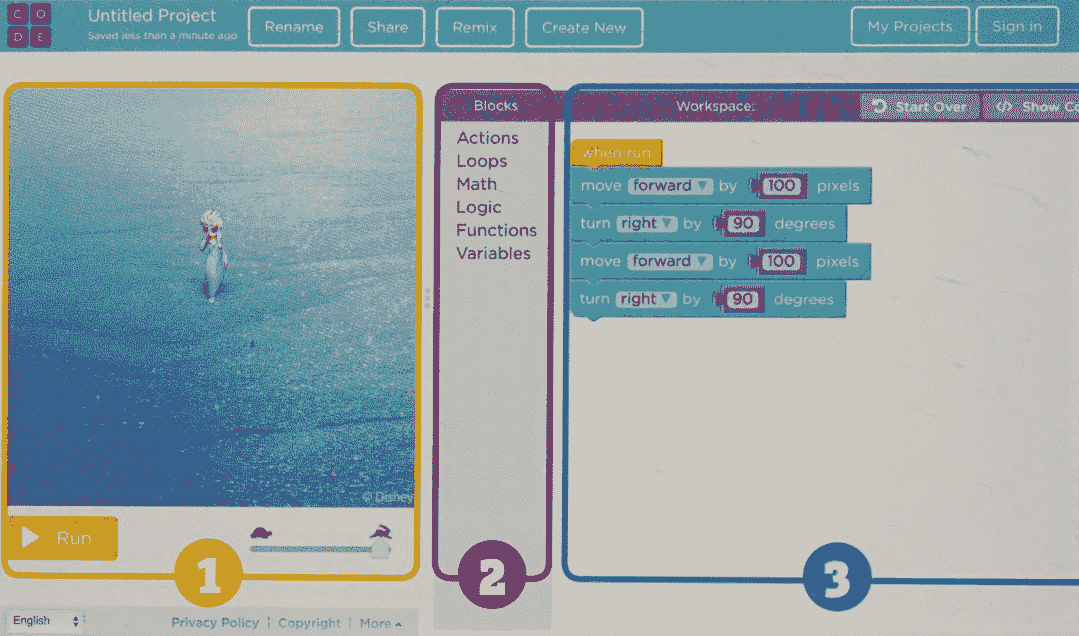 C O
D E
Untitled Project
Saved less than a minute ago
Rename
Share
Remix
Create New
My Projects
Sign in
Blocks
Actions
Loops
Math
Logic
Functions
Variables
Workspace:
Start Over
</> Show
when run
move forward ▼ by 100 pixels
turn right ▼ by 90 degrees
move forward ▼ by 100 pixels
turn right ▼ by 90 degrees
© Disney
Run
1
2
3
English
Privacy Policy | Copyright | More